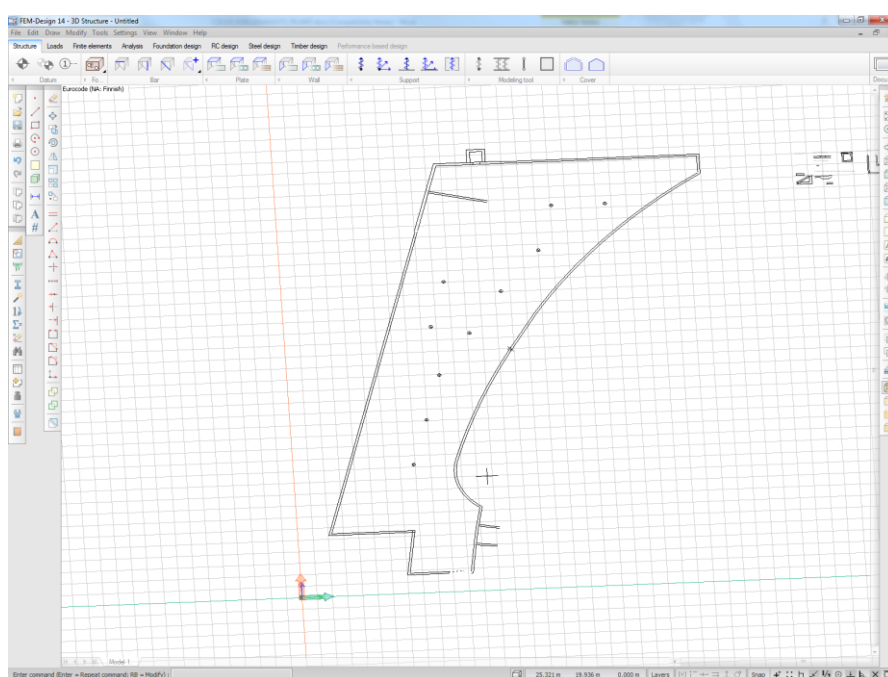 FEM-Design 14 - 3D Structure - Untitled
File Edit Draw Modify Tools Settings View Window Help
Structure Loads Finite elements Analysis Foundation design RC design Steel design Timber design Performance based design
Datum Fo... Bar Plate Wall Support Modeling tool Cover
Eurocode (NA: Finnish)
A
#
Model 1
Enter command (Enter = Repeat command; RB = Modify) : 25.321 m 19.936 m 0.000 m Layers Snap